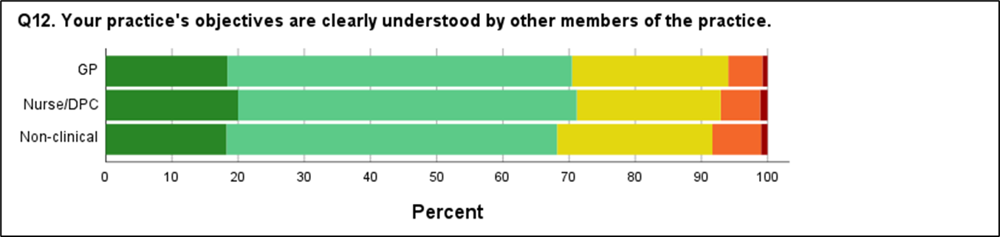 Q12. Your practice's objectives are clearly understood by other members of the practice.
GP
Nurse/DPC
Non-clinical
0 10 20 30 40 50 60 70 80 90 100
Percent